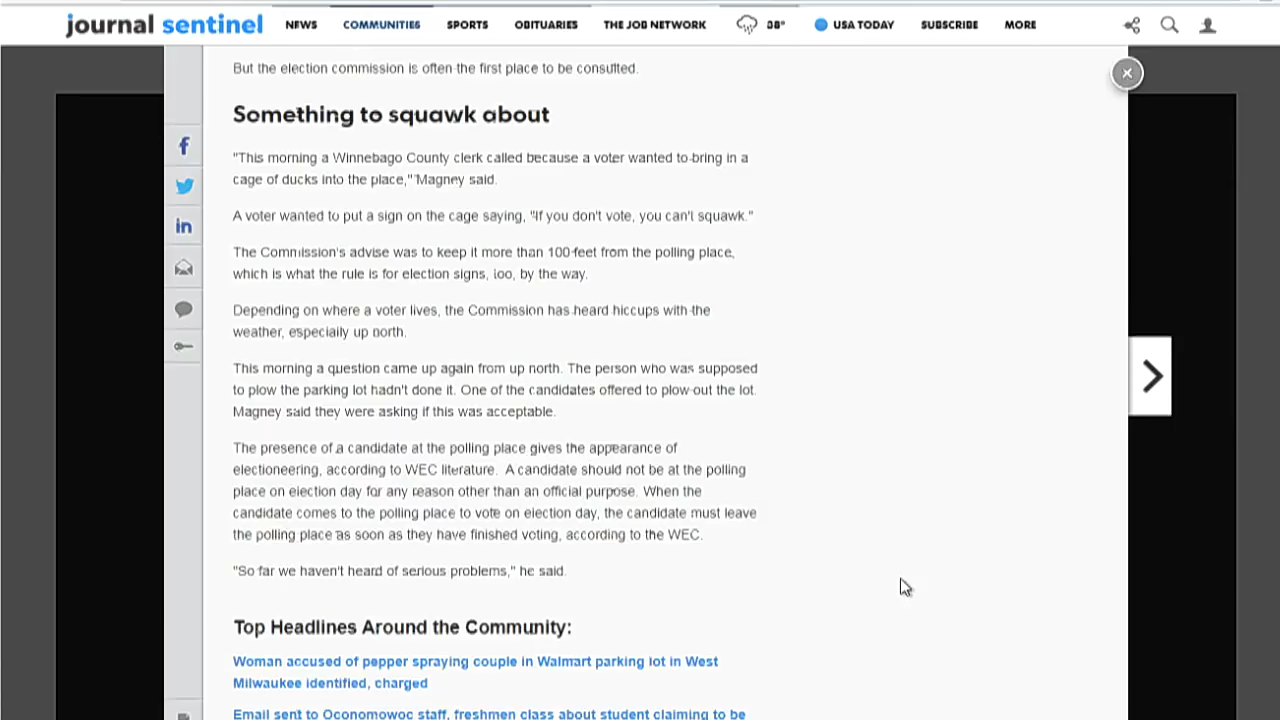 journal sentinel NEWS COMMUNITIES SPORTS OBITUARIES THE JOB NETWORK 38° USA TODAY SUBSCRIBE MORE
But the election commission is often the first place to be consulted.
Something to squawk about
"This morning a Winnebago County clerk called because a voter wanted to bring in a
cage of ducks into the place," Magney said.
A voter wanted to put a sign on the cage saying, "If you don't vote, you can't squawk."
The Commission's advise was to keep it more than 100 feet from the polling place,
which is what the rule is for election signs, too, by the way.
Depending on where a voter lives, the Commission has heard hiccups with the
weather, especially up north.
This morning a question came up again from up north. The person who was supposed
to plow the parking lot hadn't done it. One of the candidates offered to plow out the lot.
Magney said they were asking if this was acceptable.
The presence of a candidate at the polling place gives the appearance of
electioneering, according to WEC literature. A candidate should not be at the polling
place on election day for any reason other than an official purpose. When the
candidate comes to the polling place to vote on election day, the candidate must leave
the polling place as soon as they have finished voting, according to the WEC.
"So far we haven't heard of serious problems," he said.
Top Headlines Around the Community:
Woman accused of pepper spraying couple in Walmart parking lot in West
Milwaukee identified, charged
Email sent to Oconomowoc staff, freshmen class about student claiming to be